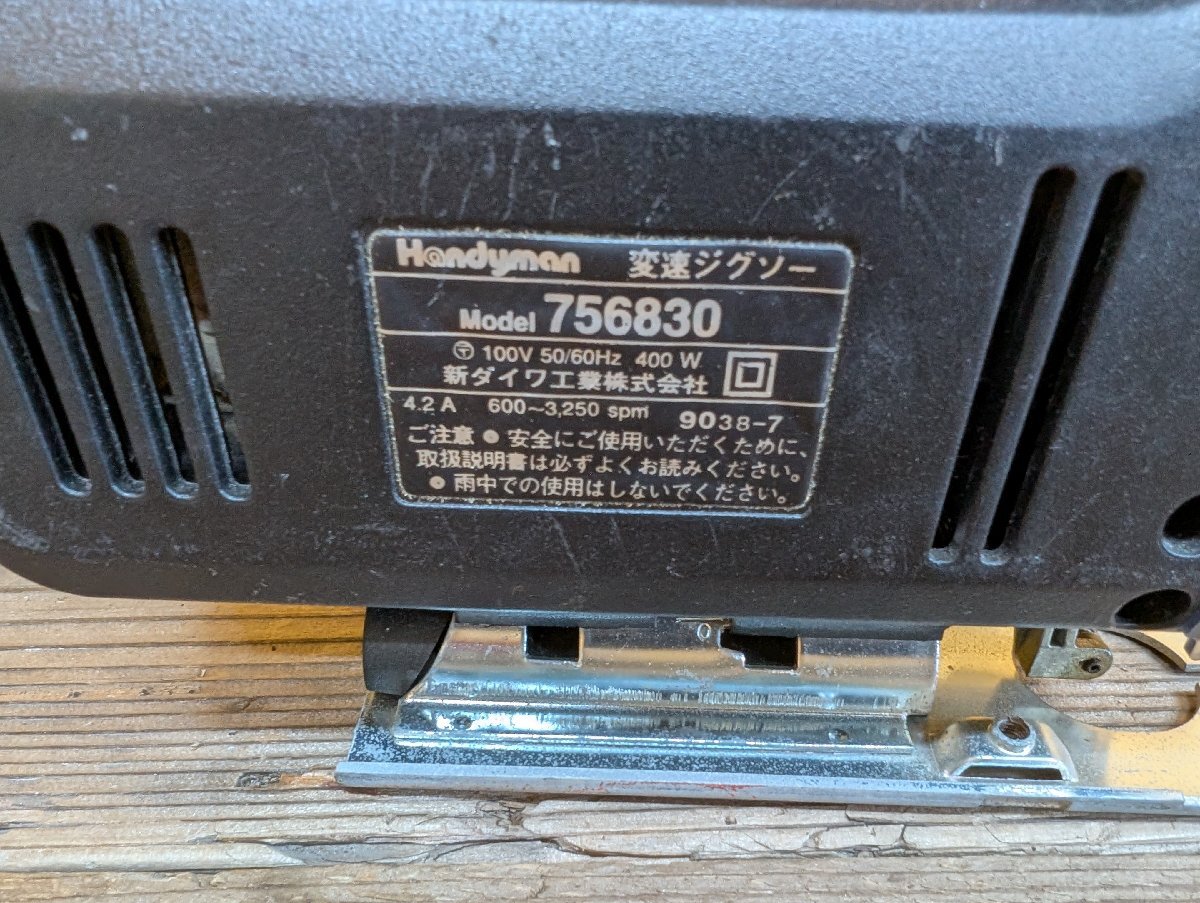 Handyman 変速ジグソー
Model 756830
〒 100V 50/60Hz 400 W
新ダイワ工業株式会社
4.2 A 600~3,250 spm 9038-7
ご注意 ● 安全にご使用いただくために、
取扱説明書は必ずよくお読みください。
● 雨中での使用はしないでください。
0